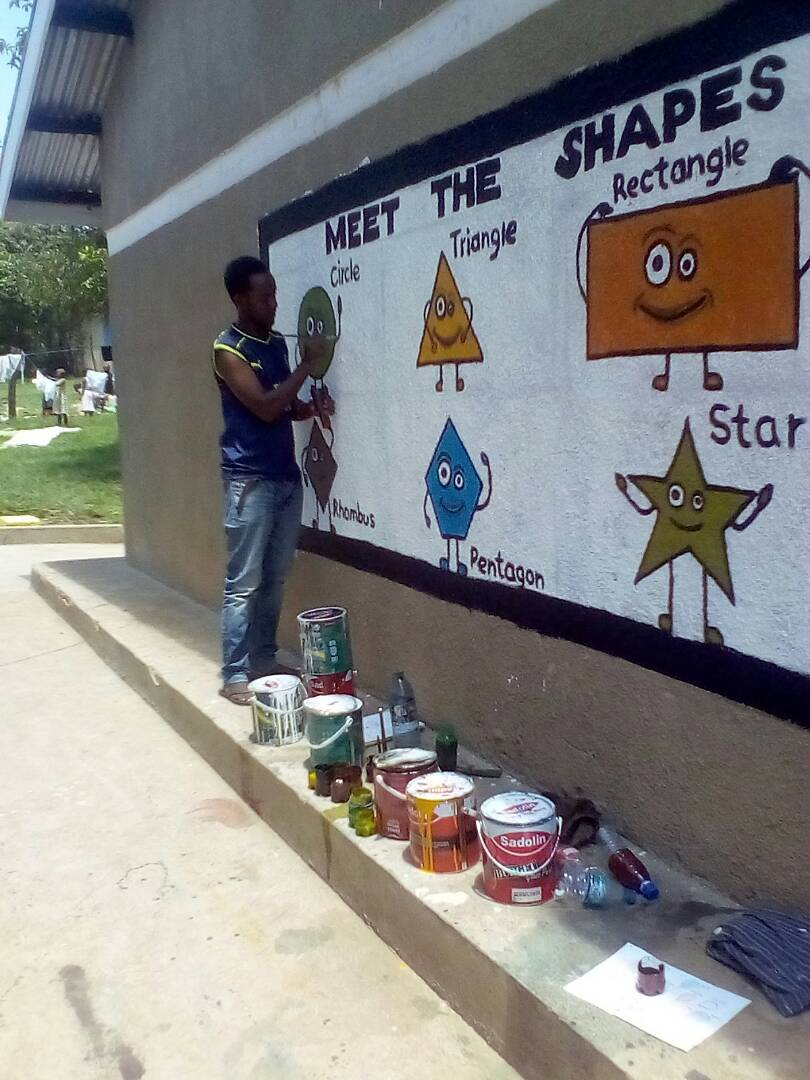 MEET THE SHAPES
Circle
Triangle
Rectangle
Rhombus
Pentagon
Star
Sadolin